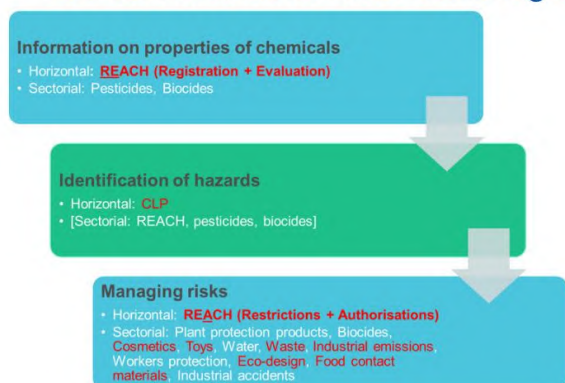 Information on properties of chemicals
• Horizontal: REACH (Registration + Evaluation)
• Sectorial: Pesticides, Biocides
Identification of hazards
• Horizontal: CLP
• [Sectorial: REACH, pesticides, biocides]
Managing risks
• Horizontal: REACH (Restrictions + Authorisations)
• Sectorial: Plant protection products, Biocides,
Cosmetics, Toys, Water, Waste, Industrial emissions,
Workers protection, Eco-design, Food contact
materials, Industrial accidents